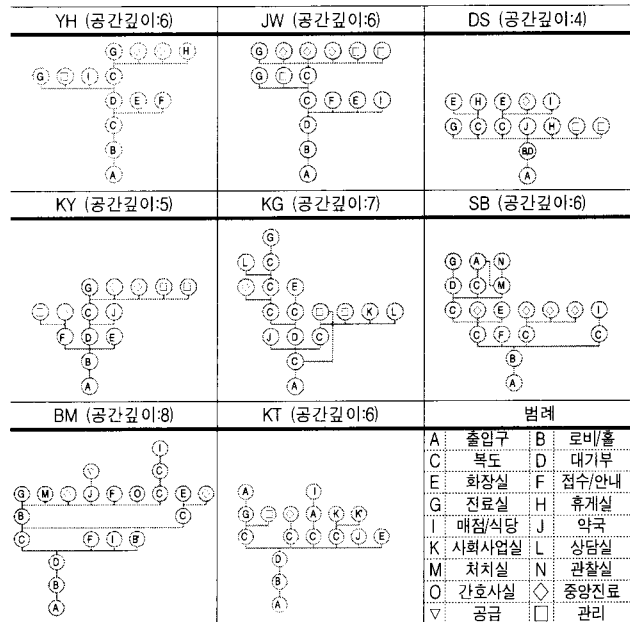 YH (공간깊이:6)
JW (공간깊이:6)
DS (공간깊이:4)
G H
G I C
D E F
C
B
A
G
G C
C F E I
D
B
A
E H E I
G C C J H
B,D
A
KY (공간깊이:5)
KG (공간깊이:7)
SB (공간깊이:6)
G
C J
F D E
B
A
G
L C
C E
C C K L
J D C
C
A
G A N
D C M
C E I
C F C C
B
A
BM (공간깊이:8)
KT (공간깊이:6)
범례
I
J C
G M J F O C E
B C
C F I B'
D
B
A
A I
G A K K'
C C C C J E
D
B
A
A 출입구 B 로비/홀
C 복도 D 대기부
E 화장실 F 접수/안내
G 진료실 H 휴게실
I 매점/식당 J 약국
K 사회사업실 L 상담실
M 처치실 N 관찰실
O 간호사실 ◇ 중앙진료
▽ 공급 □ 관리